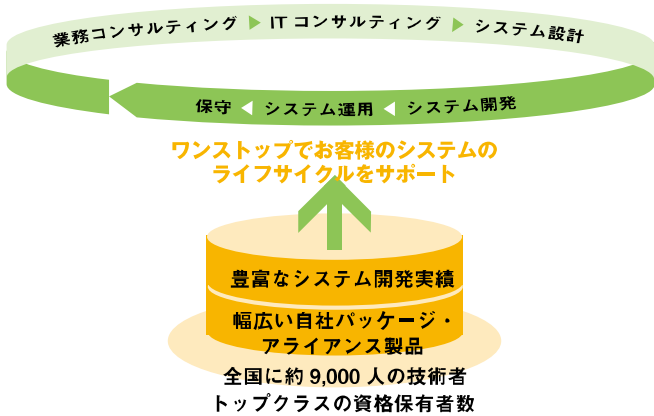 業務コンサルティング ▶ ITコンサルティング ▶ システム設計
保守 ◀ システム運用 ◀ システム開発
ワンストップでお客様のシステムの
ライフサイクルをサポート
豊富なシステム開発実績
幅広い自社パッケージ・
アライアンス製品
全国に約9,000人の技術者
トップクラスの資格保有者数